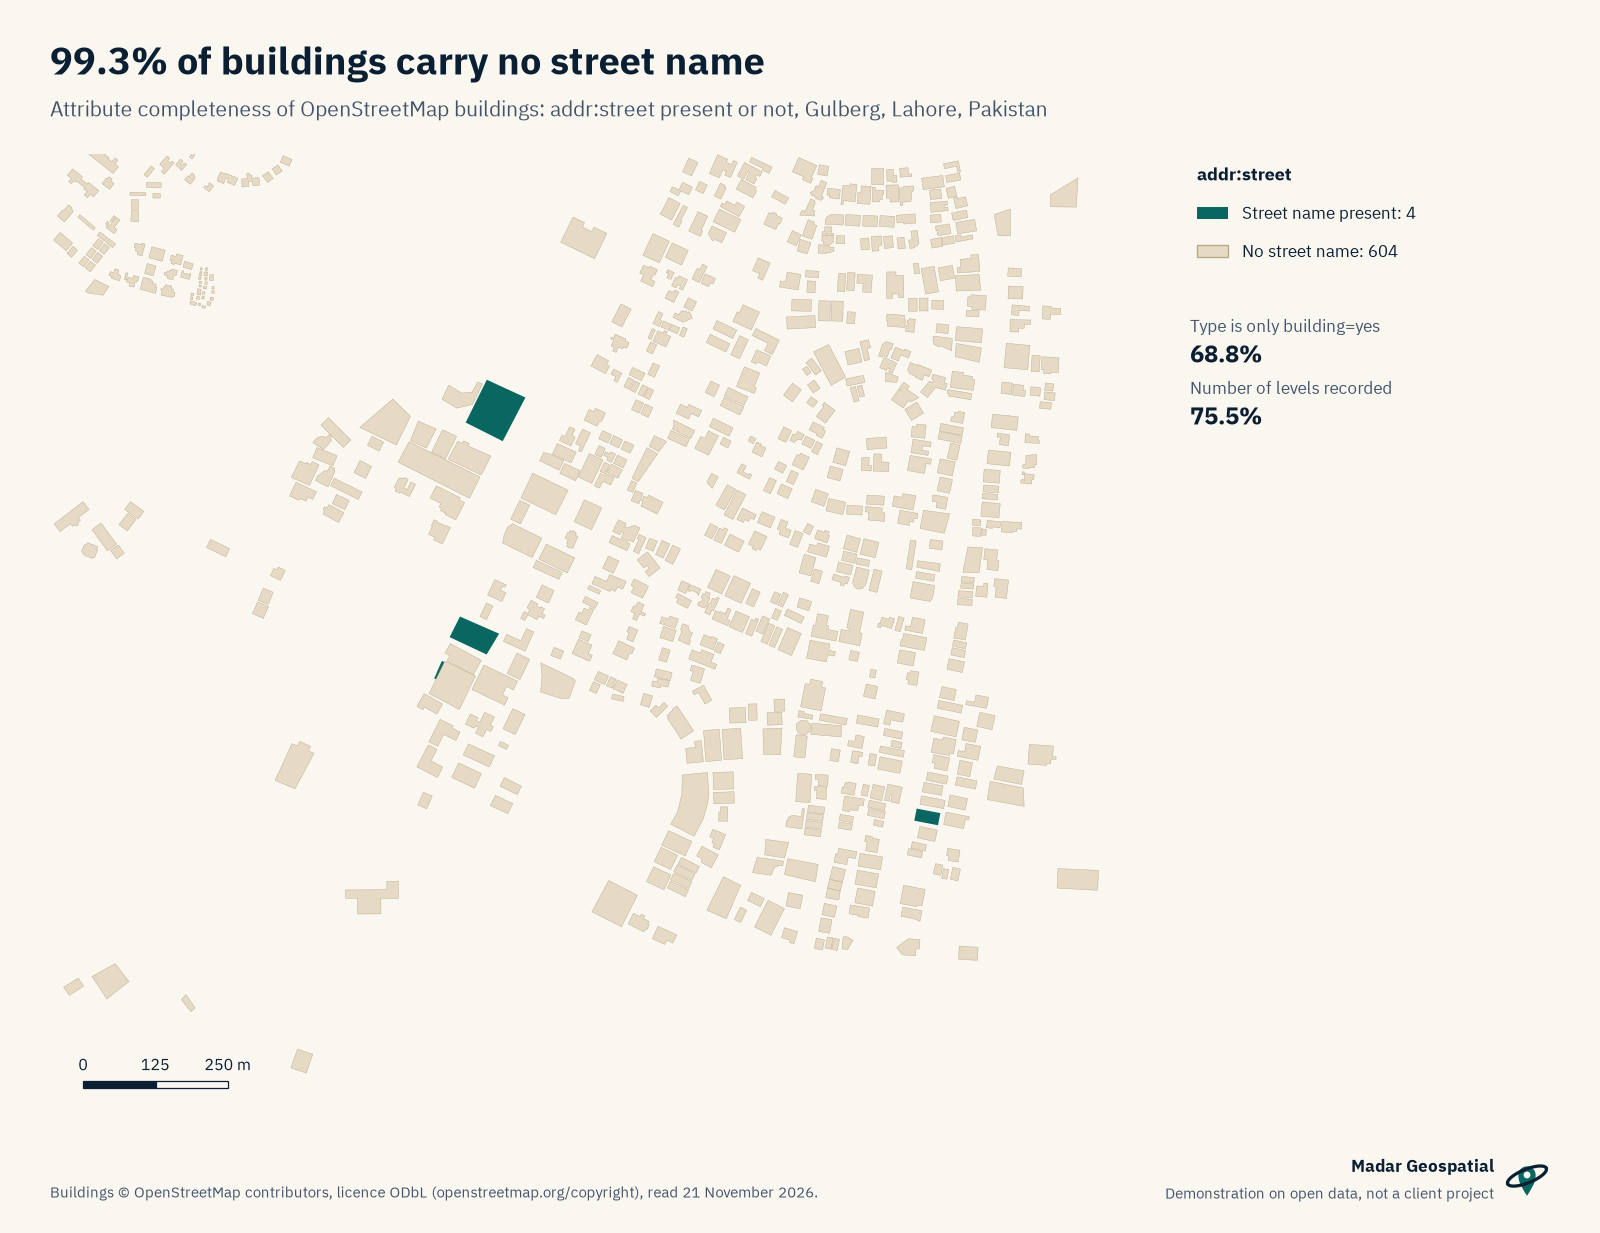 99.3% of buildings carry no street name
Attribute completeness of OpenStreetMap buildings: addr:street present or not, Gulberg, Lahore, Pakistan
addr:street
Street name present: 4
No street name: 604
Type is only building=yes
68.8%
Number of levels recorded
75.5%
0 125 250 m
Madar Geospatial
Buildings © OpenStreetMap contributors, licence ODbL (openstreetmap.org/copyright), read 21 November 2026.
Demonstration on open data, not a client project